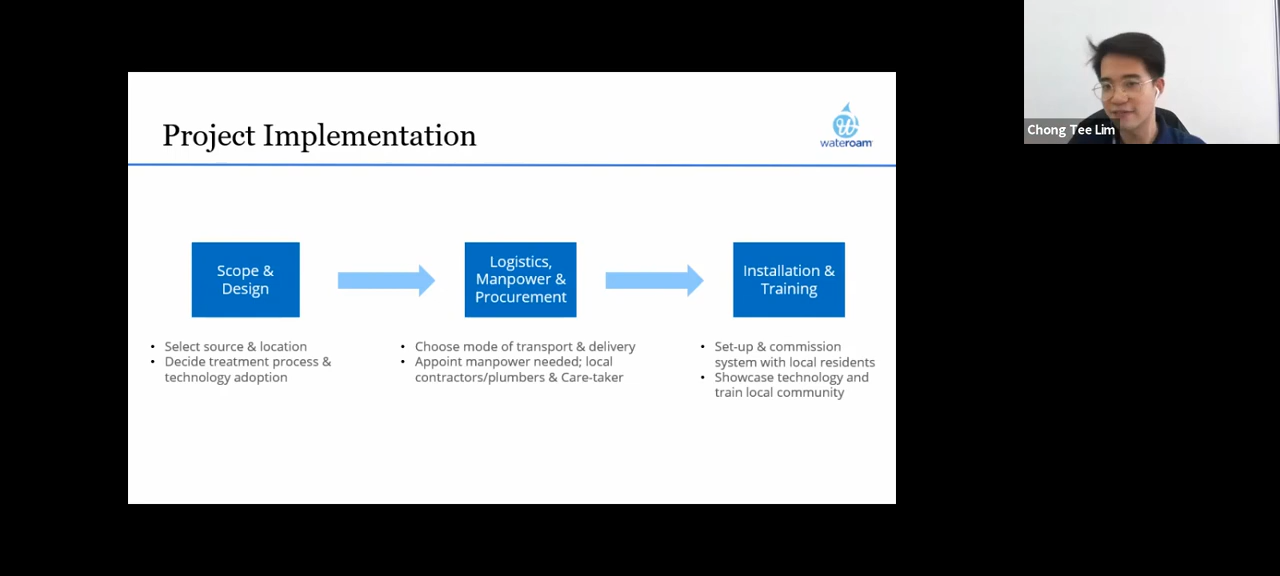 Project Implementation
wateroam
Chong Tee Lim
Scope &
Design
Logistics,
Manpower &
Procurement
Installation &
Training
• Select source & location
• Decide treatment process &
technology adoption
• Choose mode of transport & delivery
• Appoint manpower needed; local
contractors/plumbers & Care-taker
• Set-up & commission
system with local residents
• Showcase technology and
train local community